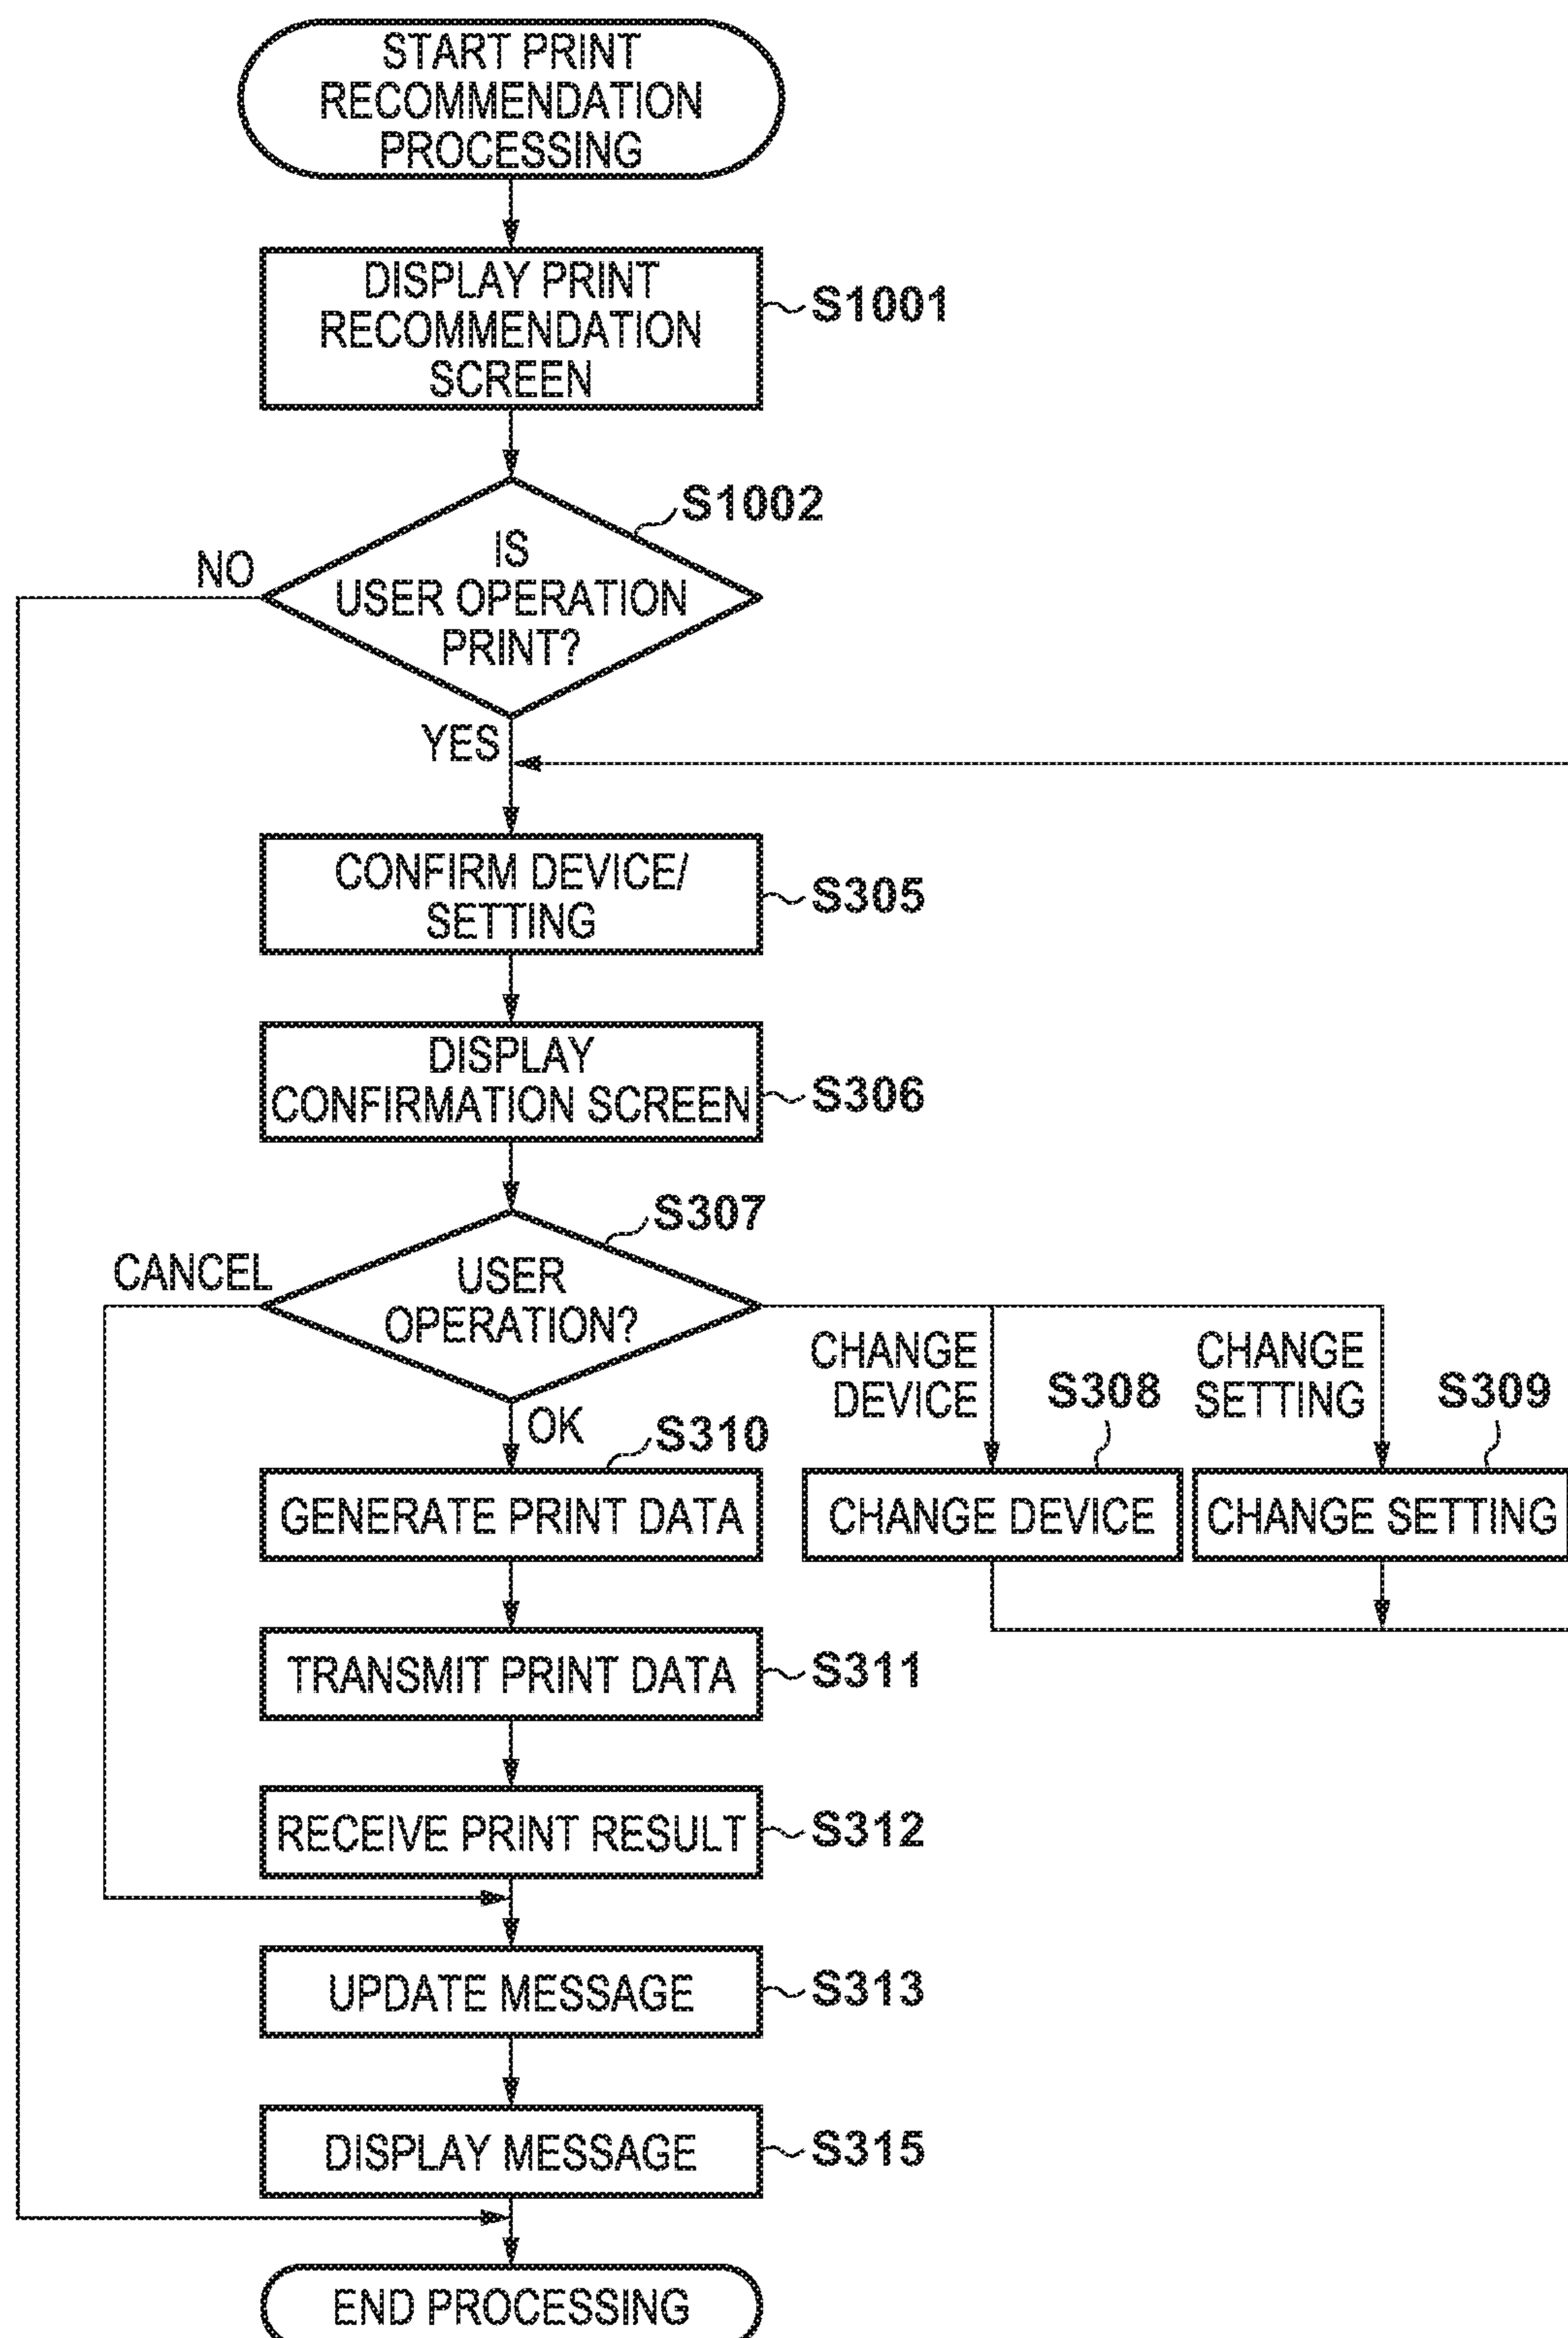 START PRINT
RECOMMENDATION
PROCESSING
DISPLAY PRINT
RECOMMENDATION
SCREEN
S1001
S1002
IS
USER OPERATION
PRINT?
NO
YES
CONFIRM DEVICE/
SETTING
S305
DISPLAY
CONFIRMATION SCREEN
S306
S307
USER
OPERATION?
CANCEL
OK
CHANGE
DEVICE
CHANGE
SETTING
S308
S309
S310
GENERATE PRINT DATA
CHANGE DEVICE
CHANGE SETTING
TRANSMIT PRINT DATA
S311
RECEIVE PRINT RESULT
S312
UPDATE MESSAGE
S313
DISPLAY MESSAGE
S315
END PROCESSING